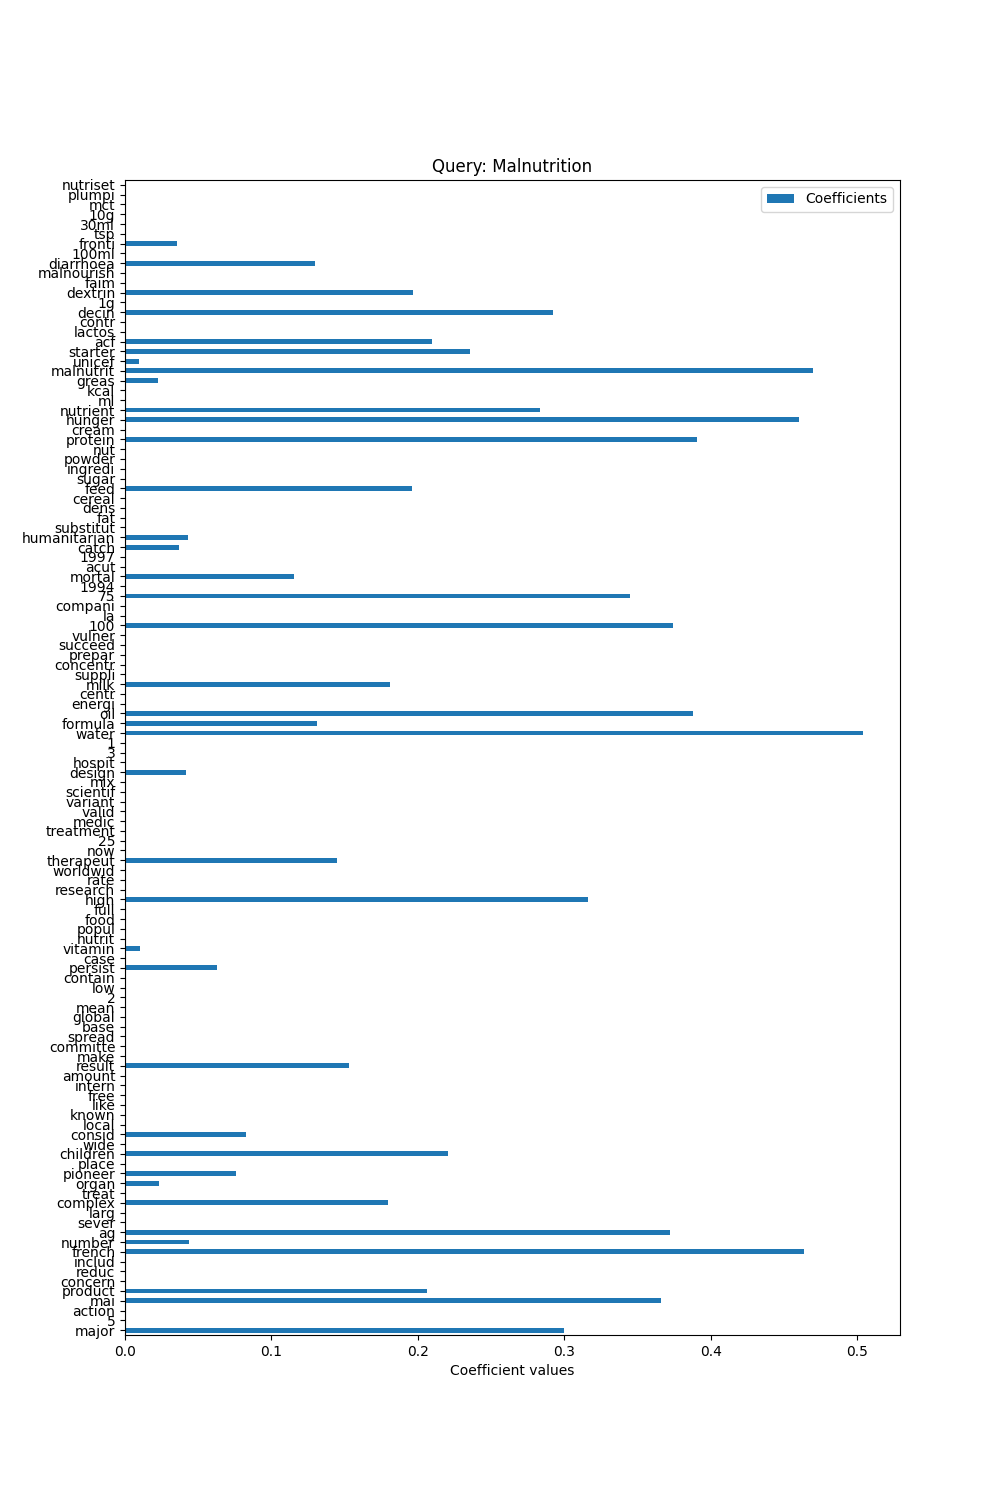 Query: Malnutrition
Coefficients
nutriset
plumpi
mct
10g
30ml
tsp
fronti
100ml
diarrhoea
malnourish
faim
dextrin
1g
decin
contr
lactos
acf
starter
unicef
malnutrit
greas
kcal
ml
nutrient
hunger
cream
protein
nut
powder
ingredi
sugar
feed
cereal
dens
fat
substitut
humanitarian
catch
1997
acut
mortal
1994
75
compani
la
100
vulner
succeed
prepar
concentr
suppli
milk
centr
energi
oil
formula
water
1
3
hospit
design
mix
scientif
variant
valid
medic
treatment
25
now
therapeut
worldwid
rate
research
high
full
food
popul
nutrit
vitamin
case
persist
contain
low
2
mean
global
base
spread
committe
make
result
amount
intern
free
like
known
local
consid
wide
children
place
pioneer
organ
treat
complex
larg
sever
ag
number
french
includ
reduc
concern
product
mai
action
5
major
0.0 0.1 0.2 0.3 0.4 0.5
Coefficient values